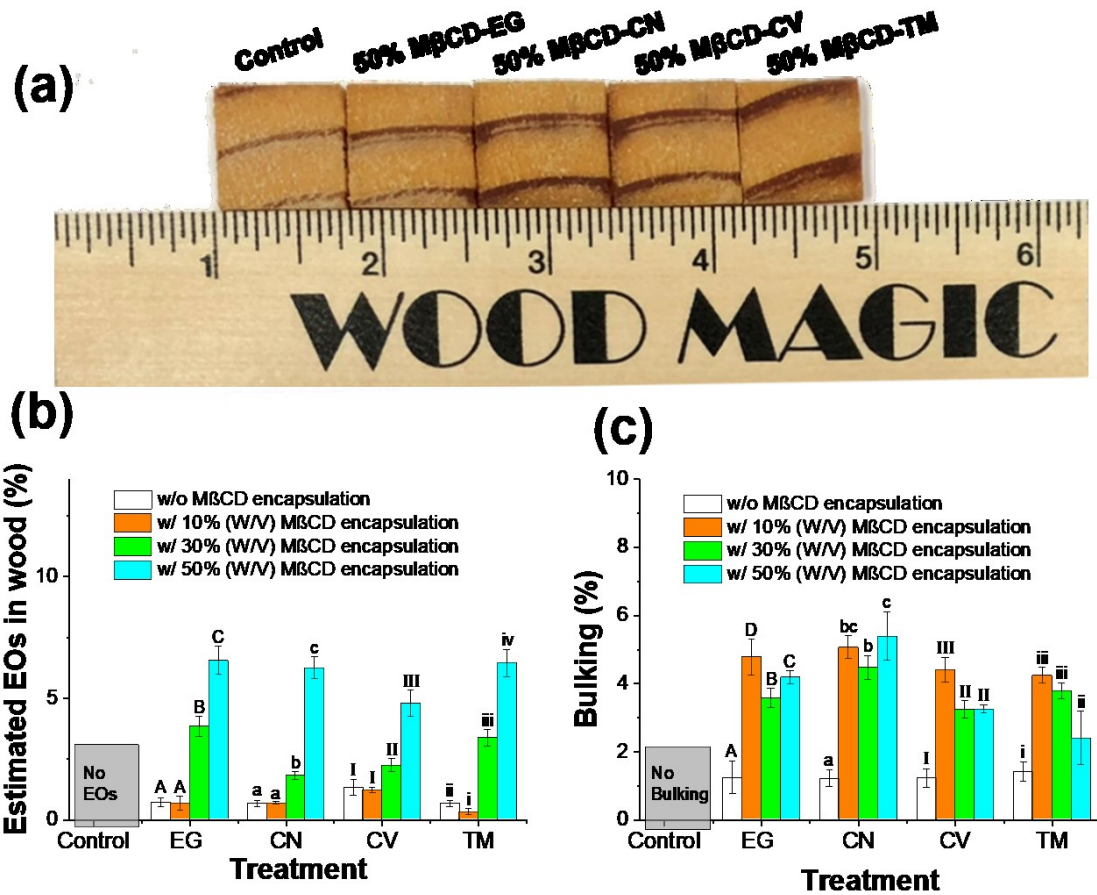 (a)
Control 50% MβCD-EG 50% MβCD-CN 50% MβCD-CV 50% MβCD-TM
1 2 3 4 5 6
WOOD MAGIC
(b)
Estimated EOs in wood (%)
10
5
0
w/o MßCD encapsulation
w/ 10% (W/V) MßCD encapsulation
w/ 30% (W/V) MßCD encapsulation
w/ 50% (W/V) MßCD encapsulation
No
EOs
A A B C
a a b c
I I II III
ii i iii iv
Control EG CN CV TM
Treatment
(c)
Bulking (%)
10
8
6
4
2
0
w/o MßCD encapsulation
w/ 10% (W/V) MßCD encapsulation
w/ 30% (W/V) MßCD encapsulation
w/ 50% (W/V) MßCD encapsulation
No
Bulking
A D B C
a bc b c
I III II II
i iii iii ii
Control EG CN CV TM
Treatment